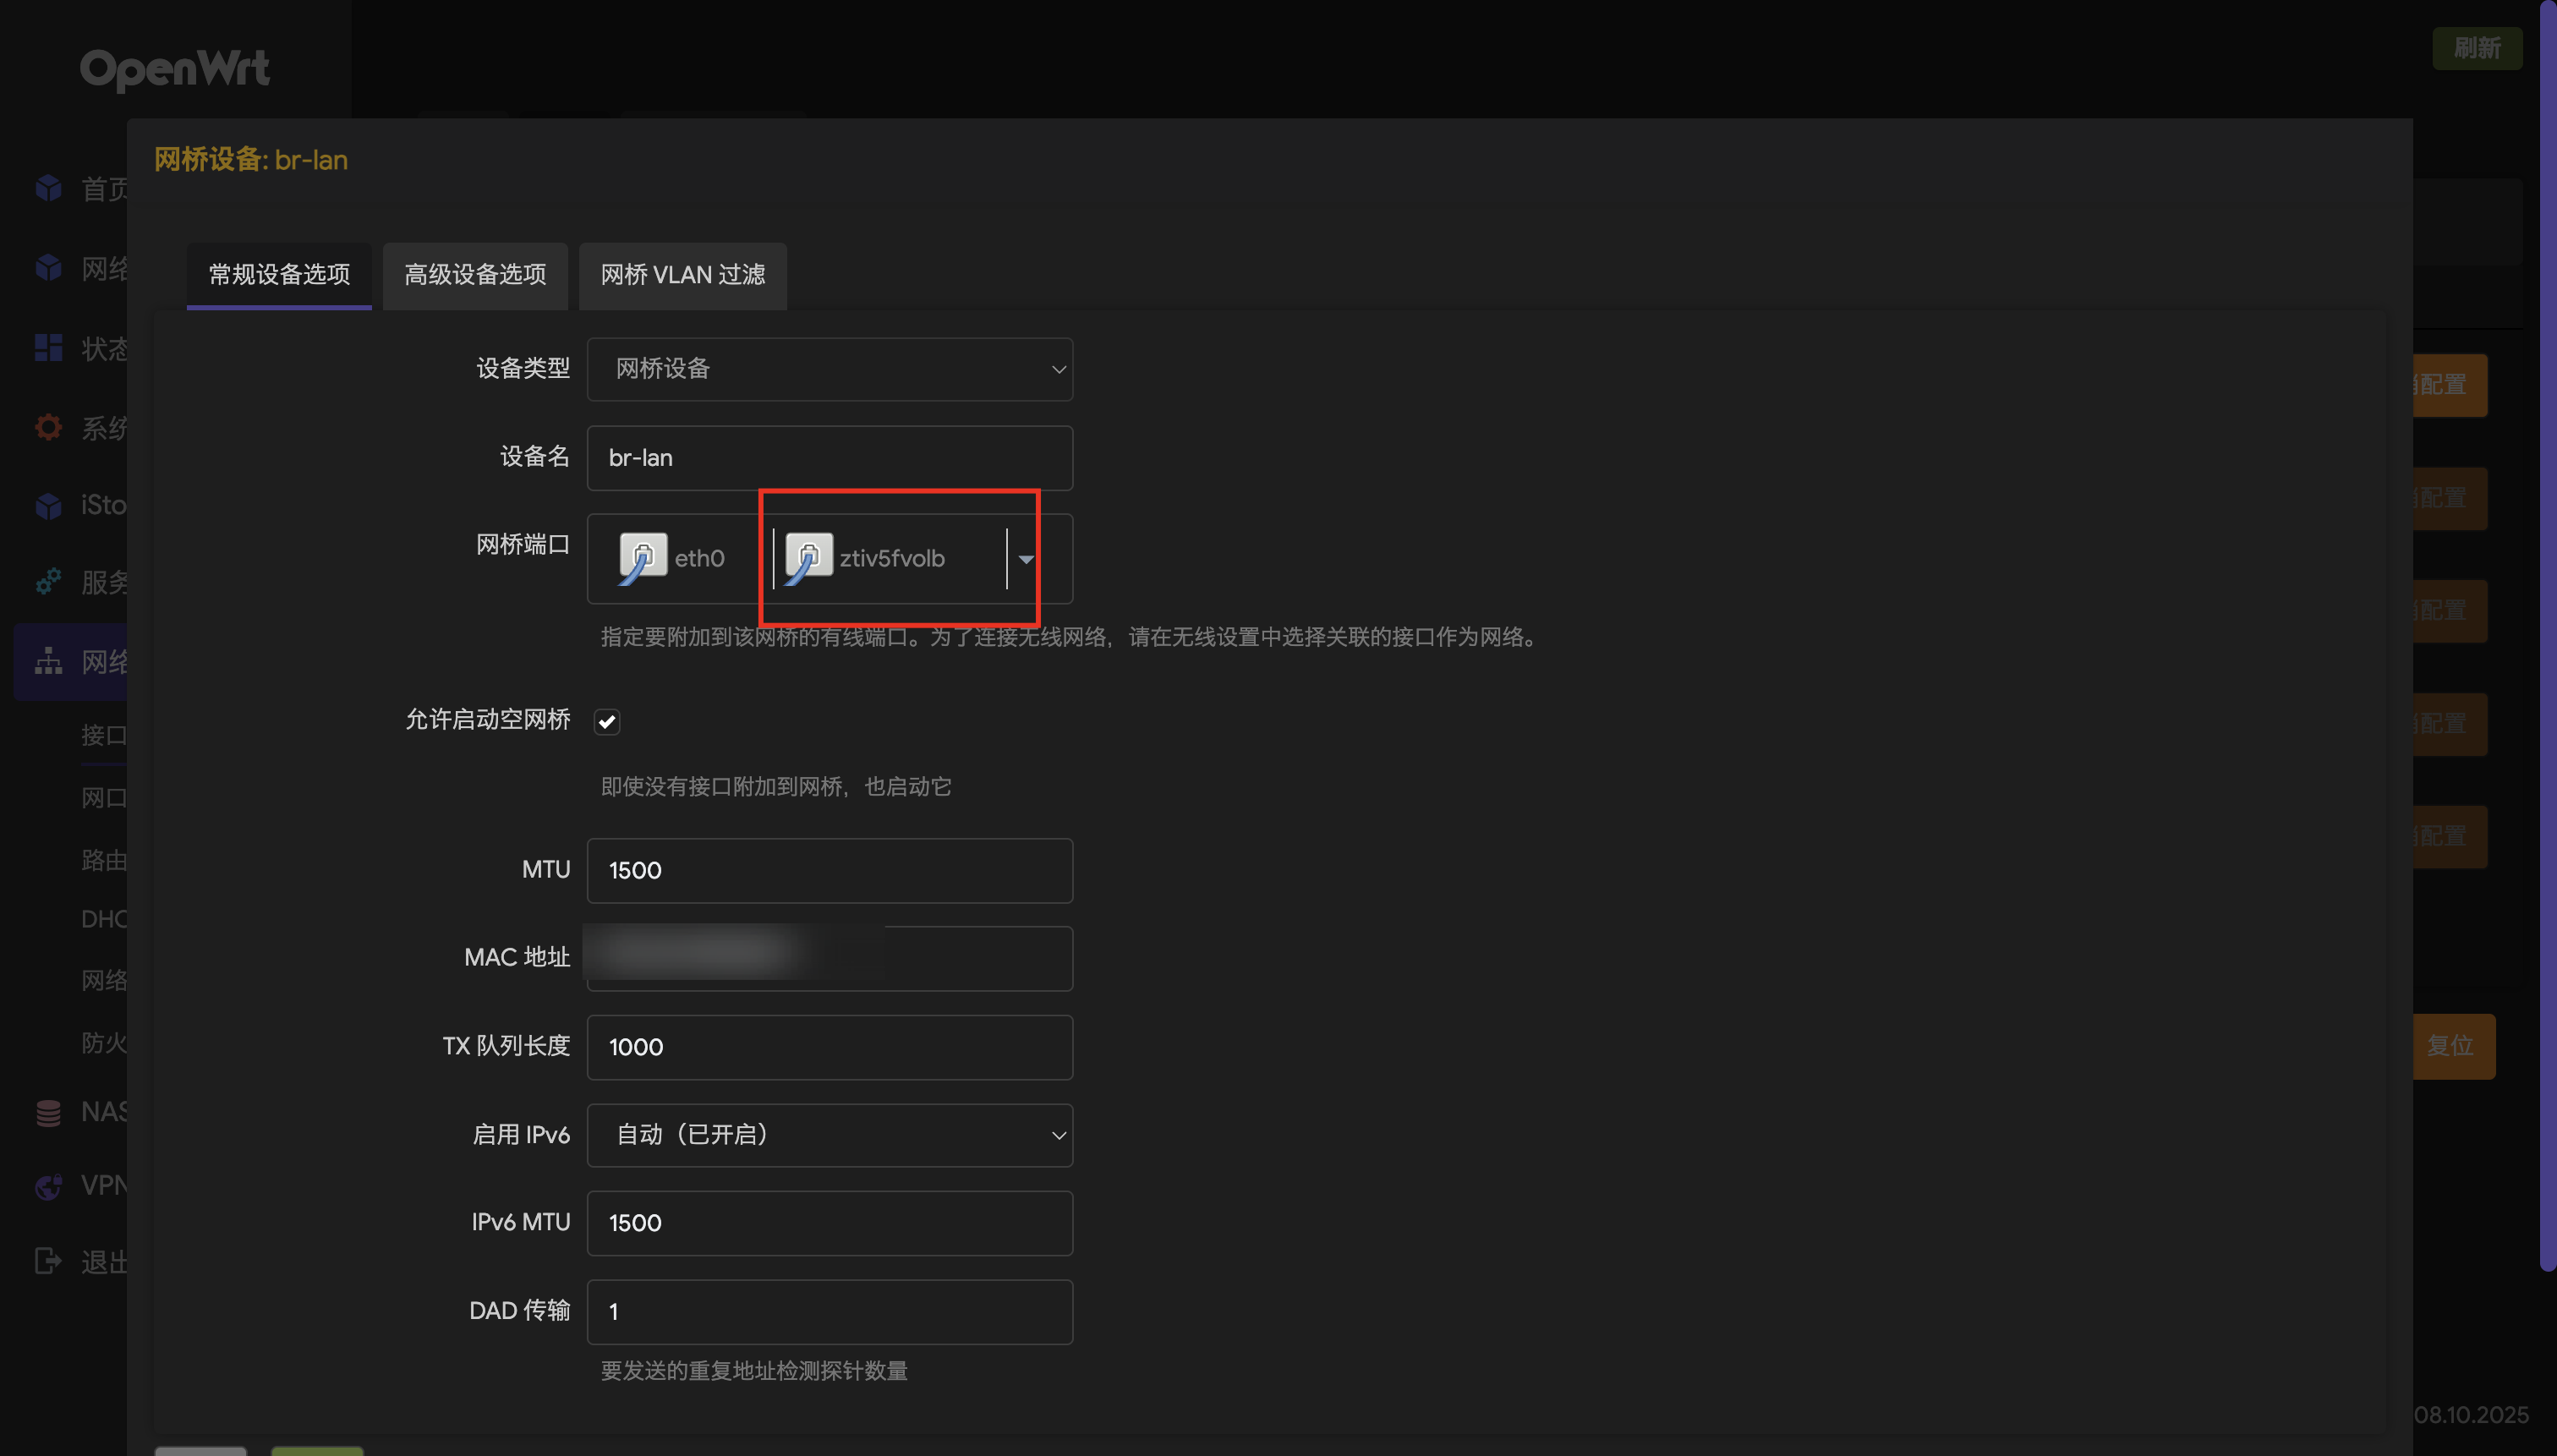 OpenWrt
刷新
网桥设备: br-lan
首页
网络
常规设备选项
高级设备选项
网桥 VLAN 过滤
状态
设备类型
网桥设备
配置
系统
设备名
br-lan
iSto
配置
网桥端口
eth0
ztiv5fvolb
服务
配置
指定要附加到该网桥的有线端口。为了连接无线网络，请在无线设置中选择关联的接口作为网络。
网络
接口
允许启动空网桥
配置
即使没有接口附加到网桥，也启动它
网口
路由
MTU
1500
配置
DHC
MAC 地址
网络
防火
TX 队列长度
1000
复位
NAS
启用 IPv6
自动（已开启）
VPN
IPv6 MTU
1500
退出
DAD 传输
1
要发送的重复地址检测探针数量
08.10.2025